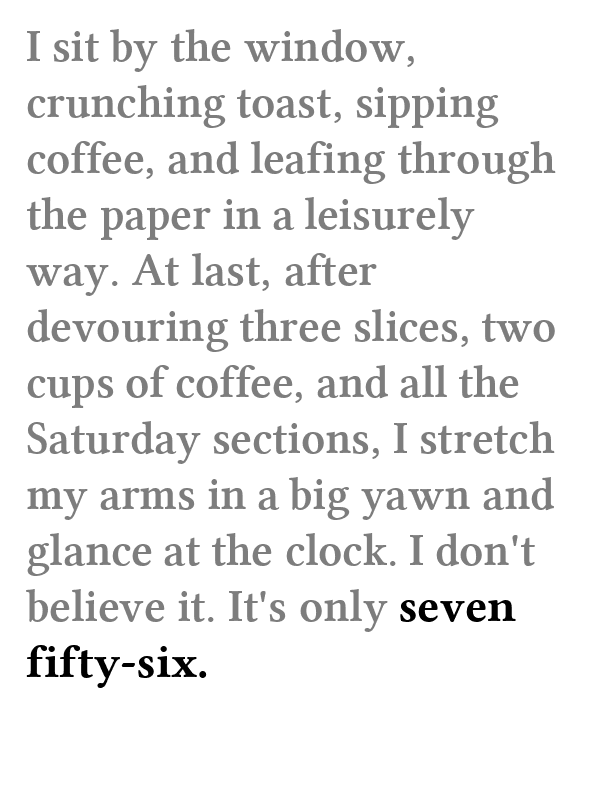 I sit by the window,
crunching toast, sipping
coffee, and leafing through
the paper in a leisurely
way. At last, after
devouring three slices, two
cups of coffee, and all the
Saturday sections, I stretch
my arms in a big yawn and
glance at the clock. I don't
believe it. It's only seven
fifty-six.